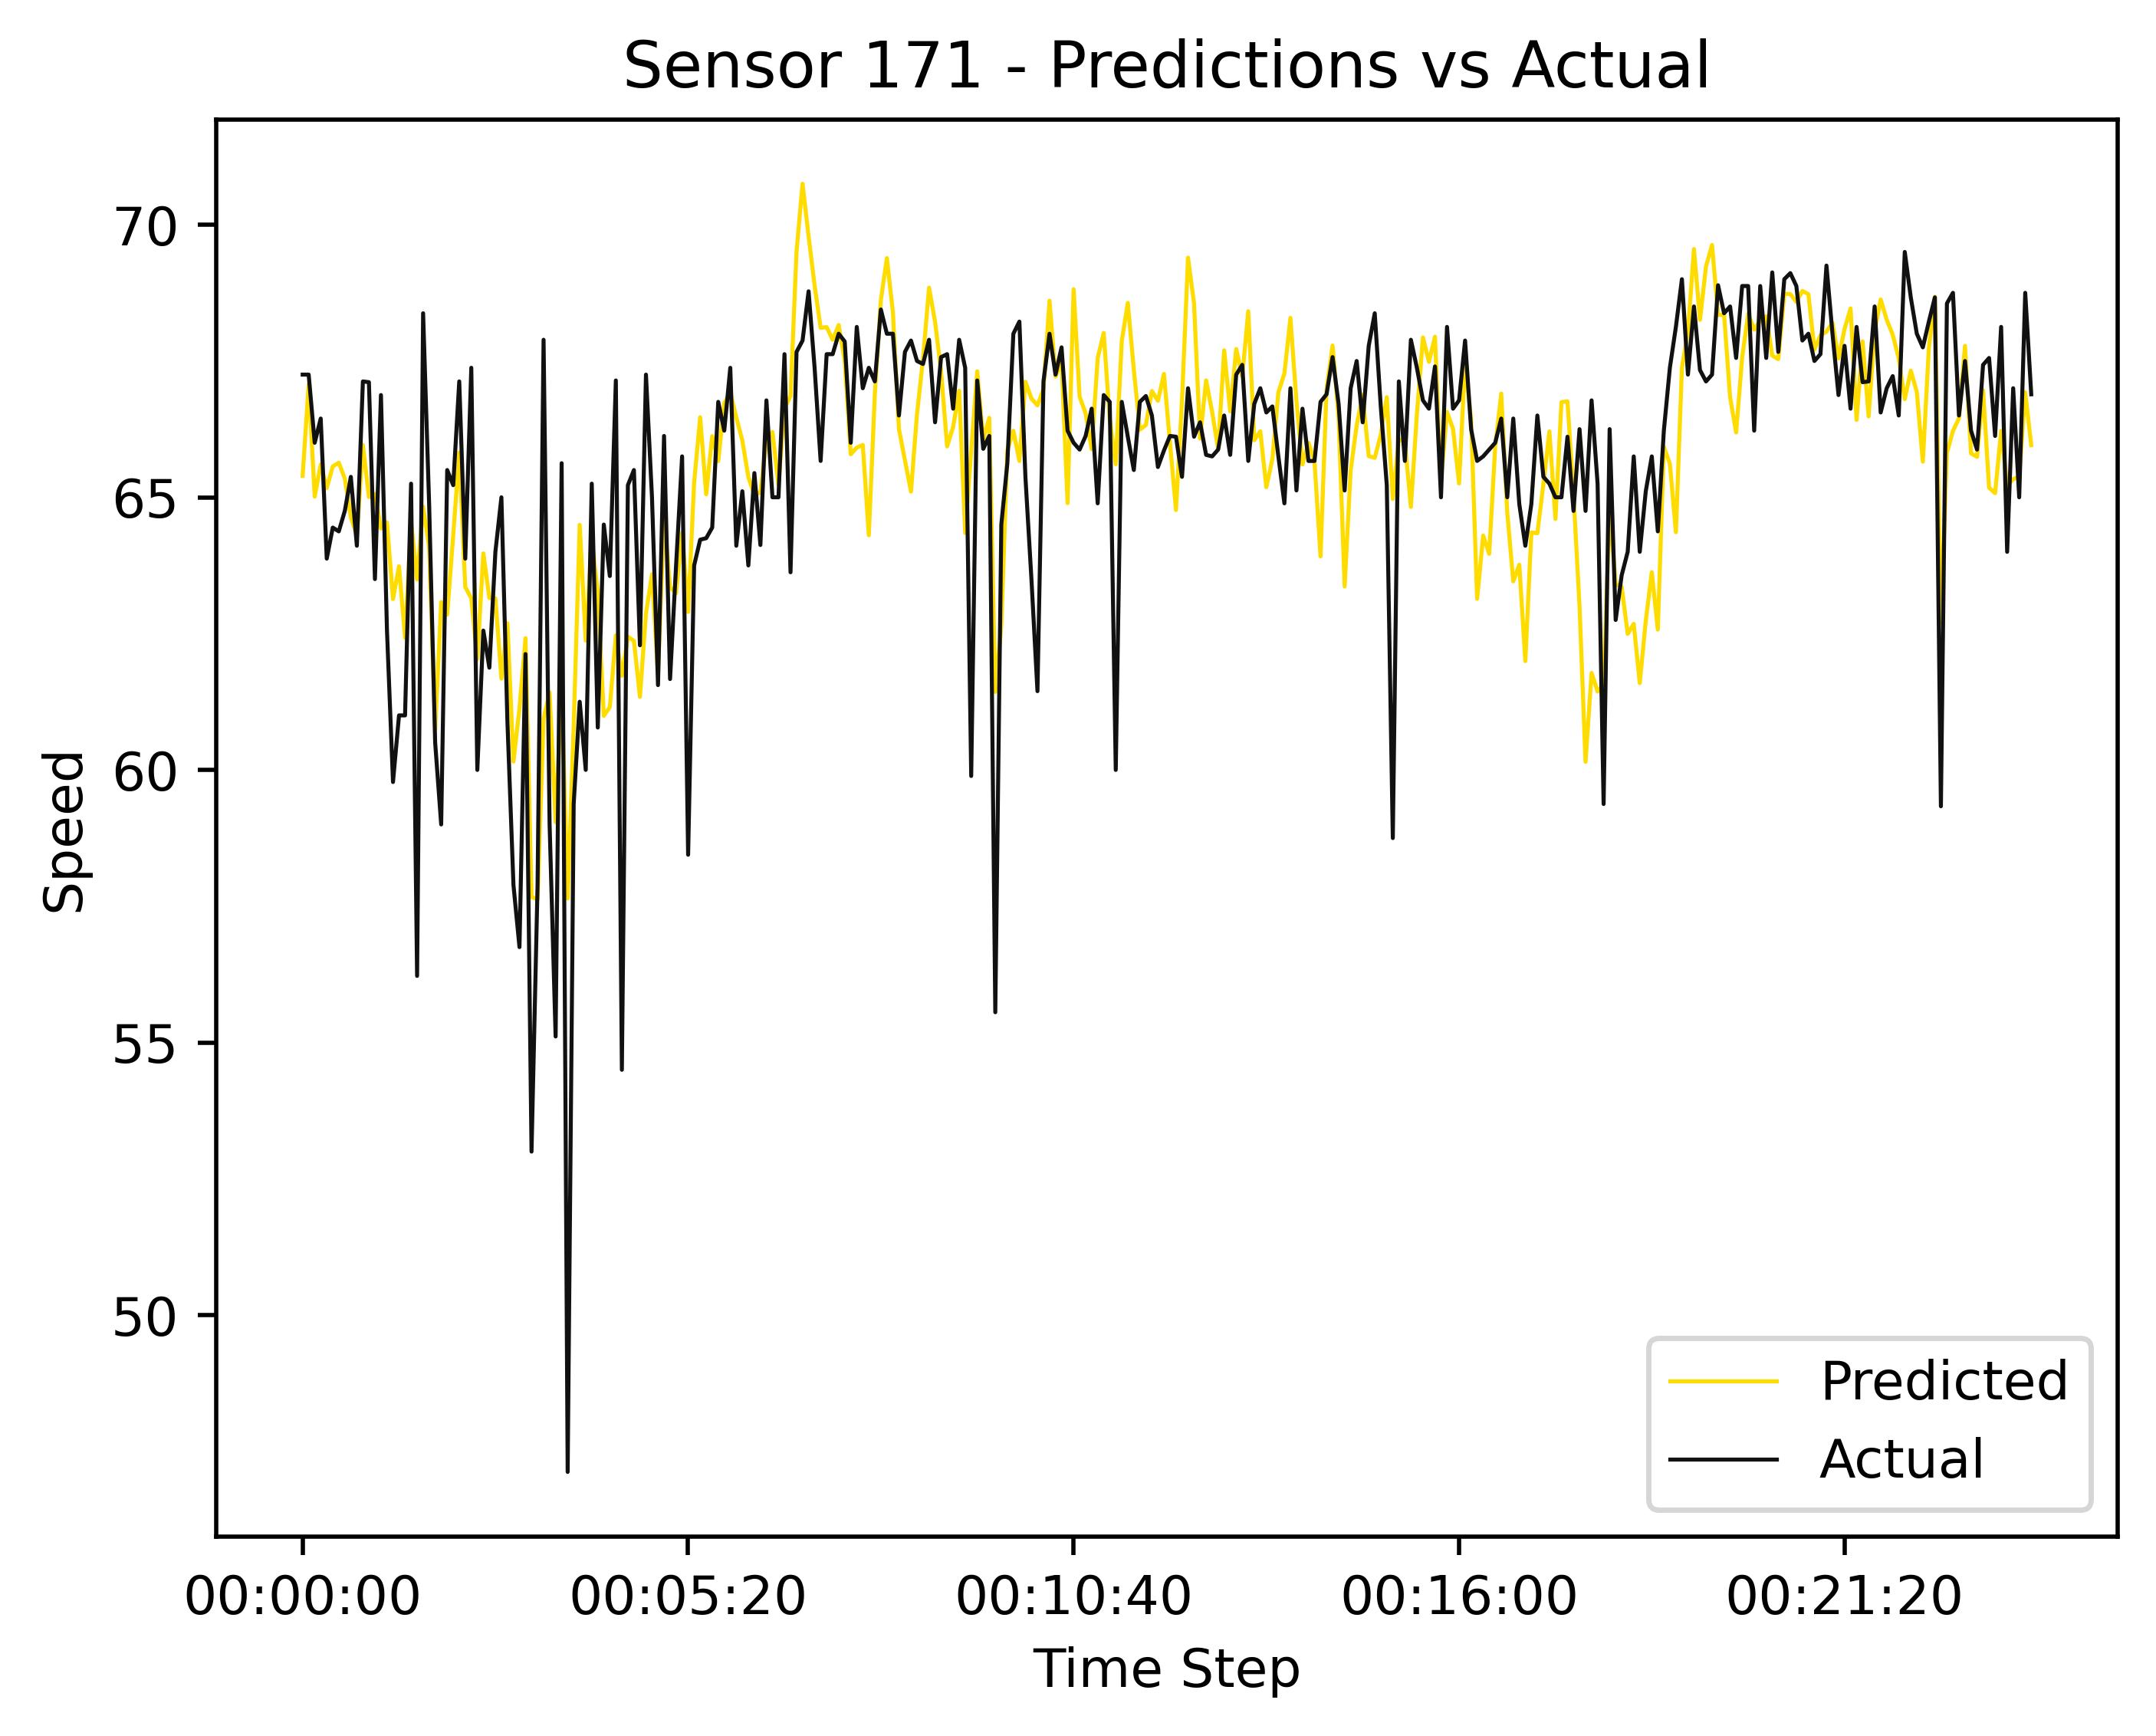 Sensor 171 - Predictions vs Actual
70
65
60
55
50
Speed
00:00:00 00:05:20 00:10:40 00:16:00 00:21:20
Time Step
Predicted
Actual